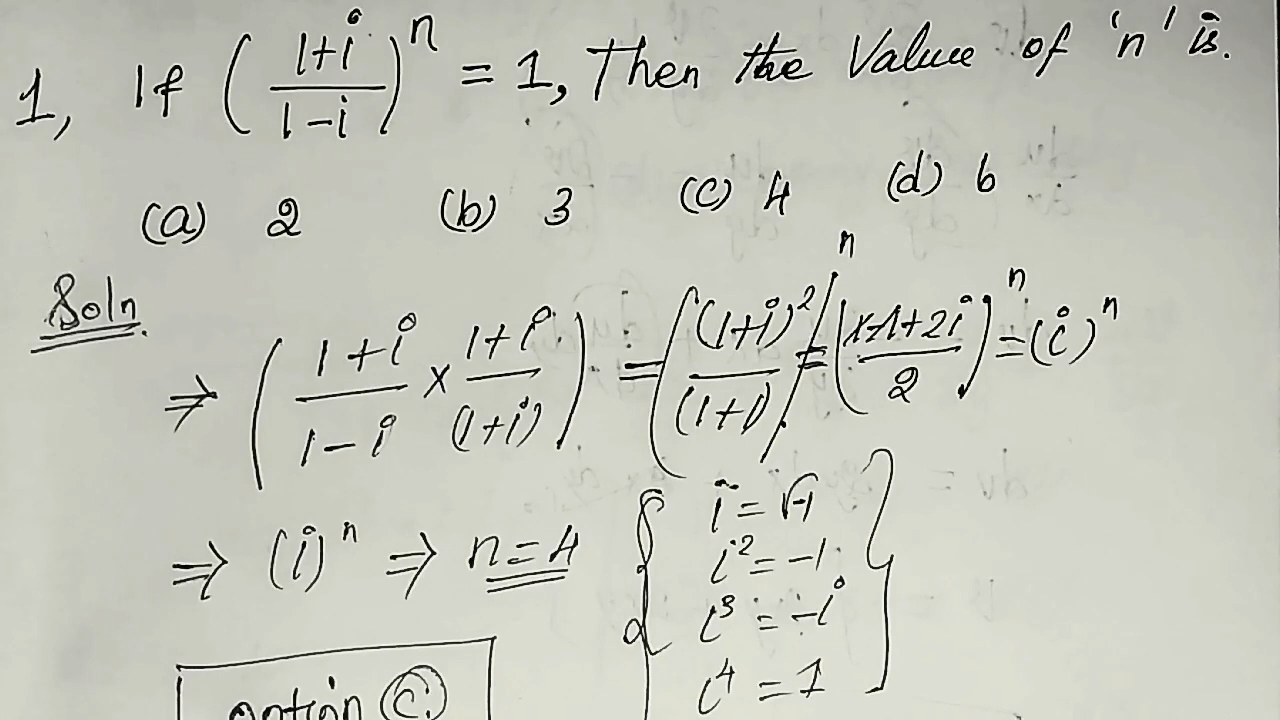 1, If ((1+i)/(1-i))^n = 1, Then the Value of 'n' is.
(a) 2 (b) 3 (c) 4 (d) 6
Soln.
⇒ ((1+i)/(1-i) × (1+i)/(1+i)) = ((1+i)^2/(1+1))^n = ((1-1+2i)/2)^n = (i)^n
⇒ (i)^n ⇒ n=4
i = √-1
i^2 = -1
i^3 = -i
i^4 = 1
option (C)